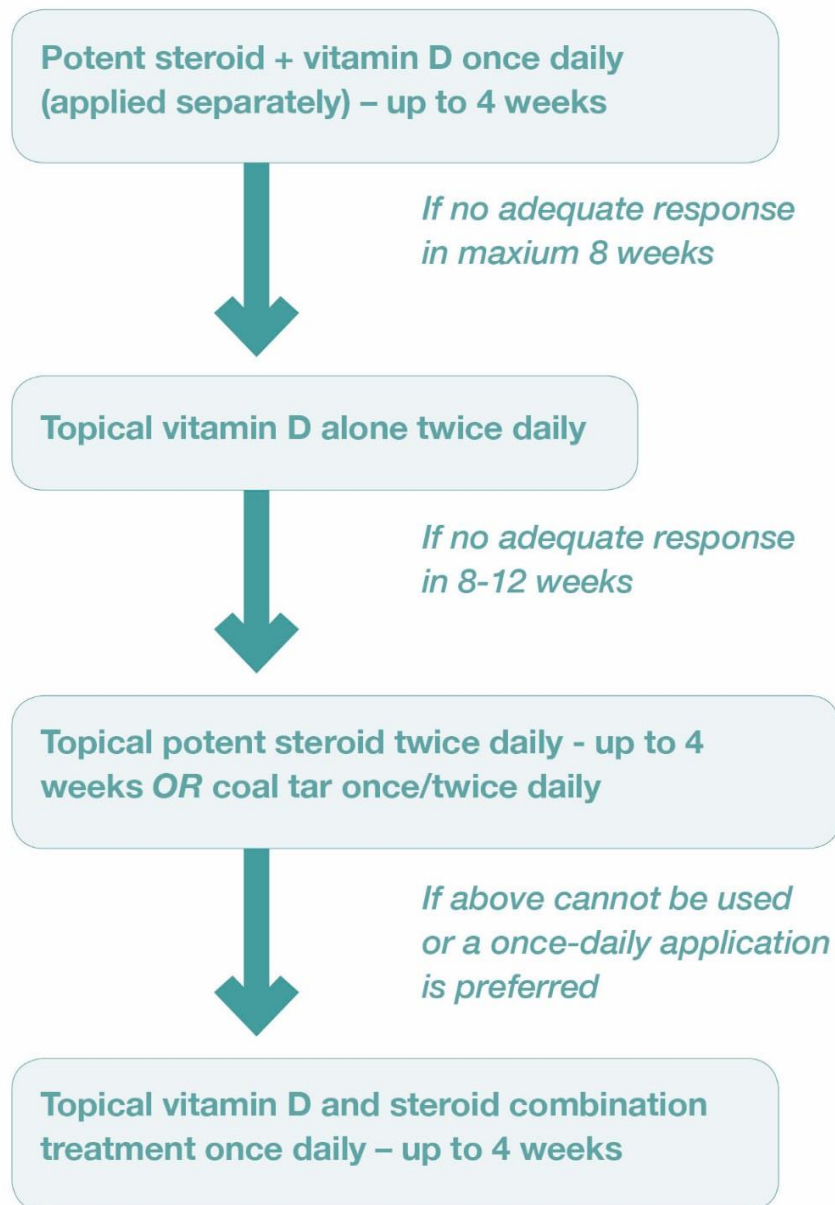 Potent steroid + vitamin D once daily
(applied separately) – up to 4 weeks
If no adequate response
in maxium 8 weeks
Topical vitamin D alone twice daily
If no adequate response
in 8-12 weeks
Topical potent steroid twice daily - up to 4
weeks OR coal tar once/twice daily
If above cannot be used
or a once-daily application
is preferred
Topical vitamin D and steroid combination
treatment once daily – up to 4 weeks